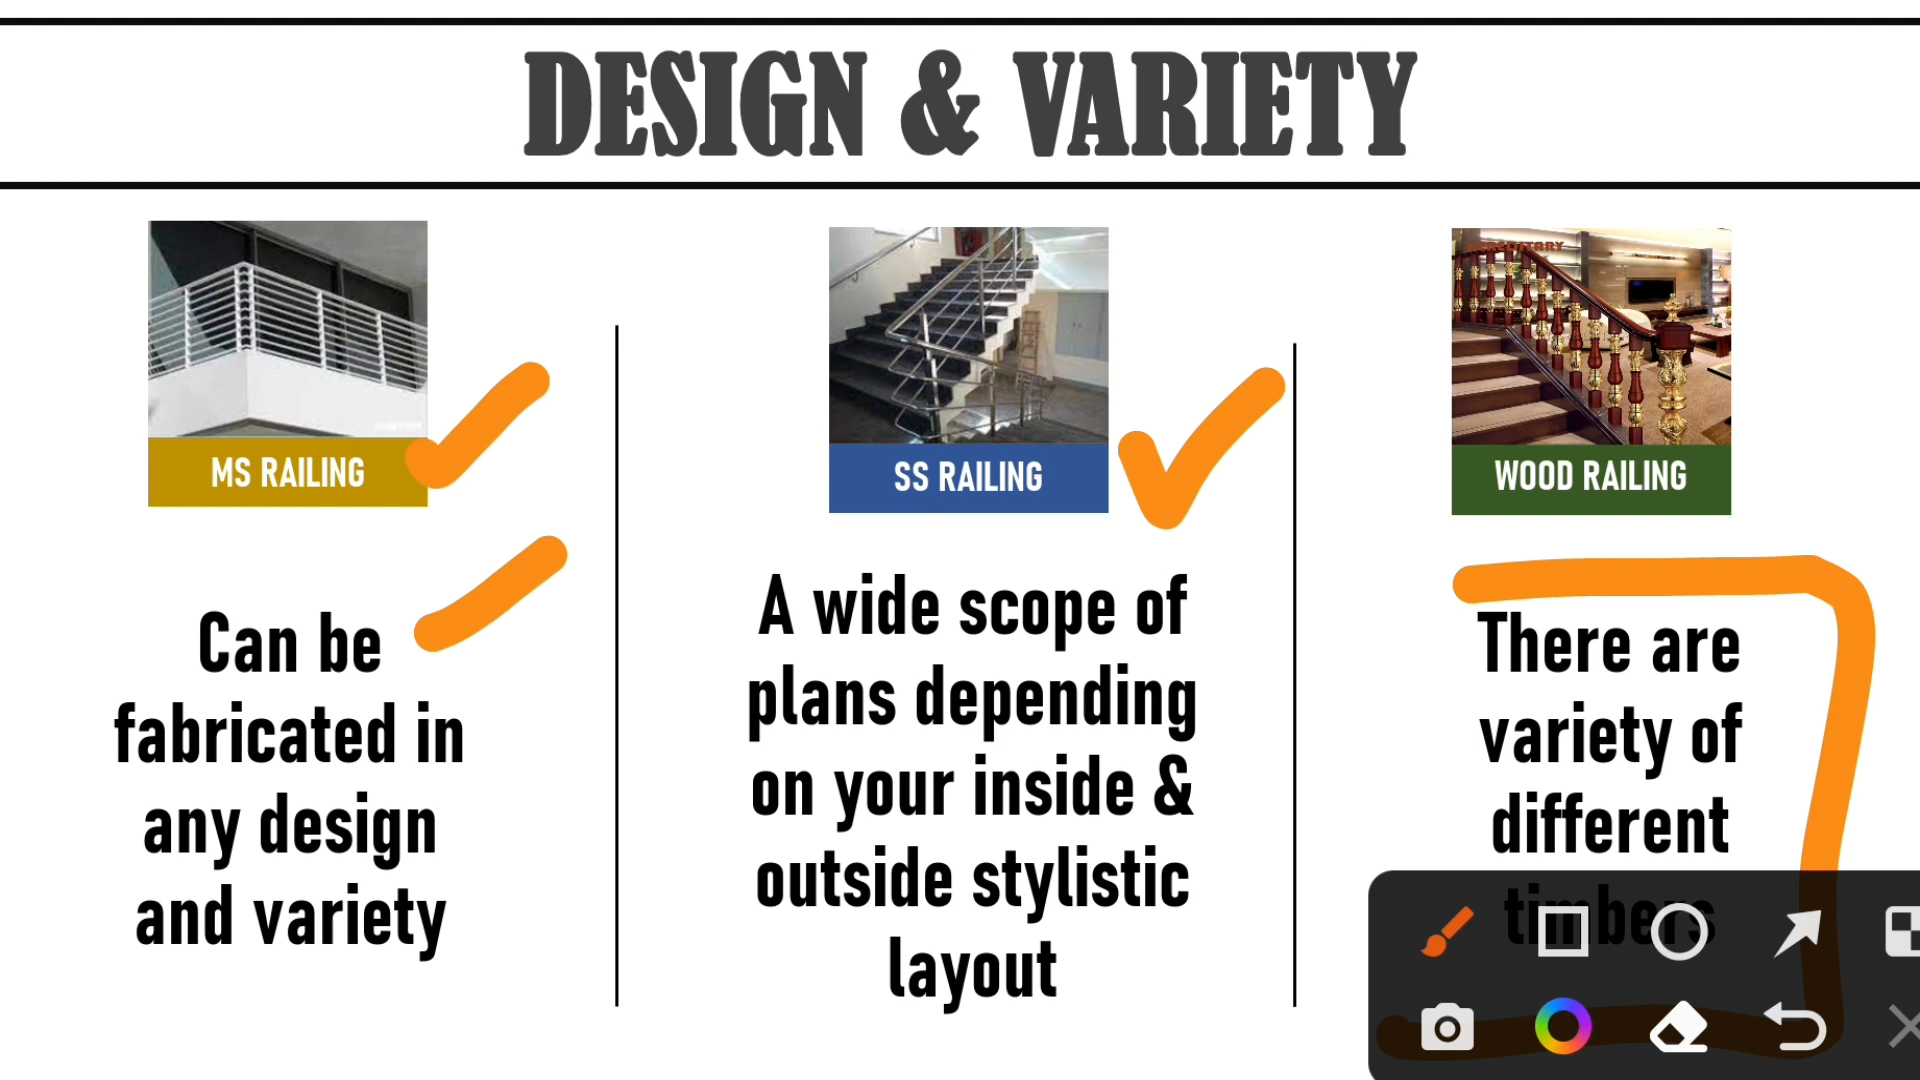 DESIGN & VARIETY
MS RAILING
Can be
fabricated in
any design
and variety
SS RAILING
A wide scope of
plans depending
on your inside &
outside stylistic
layout
WOOD RAILING
There are
variety of
different
timbers